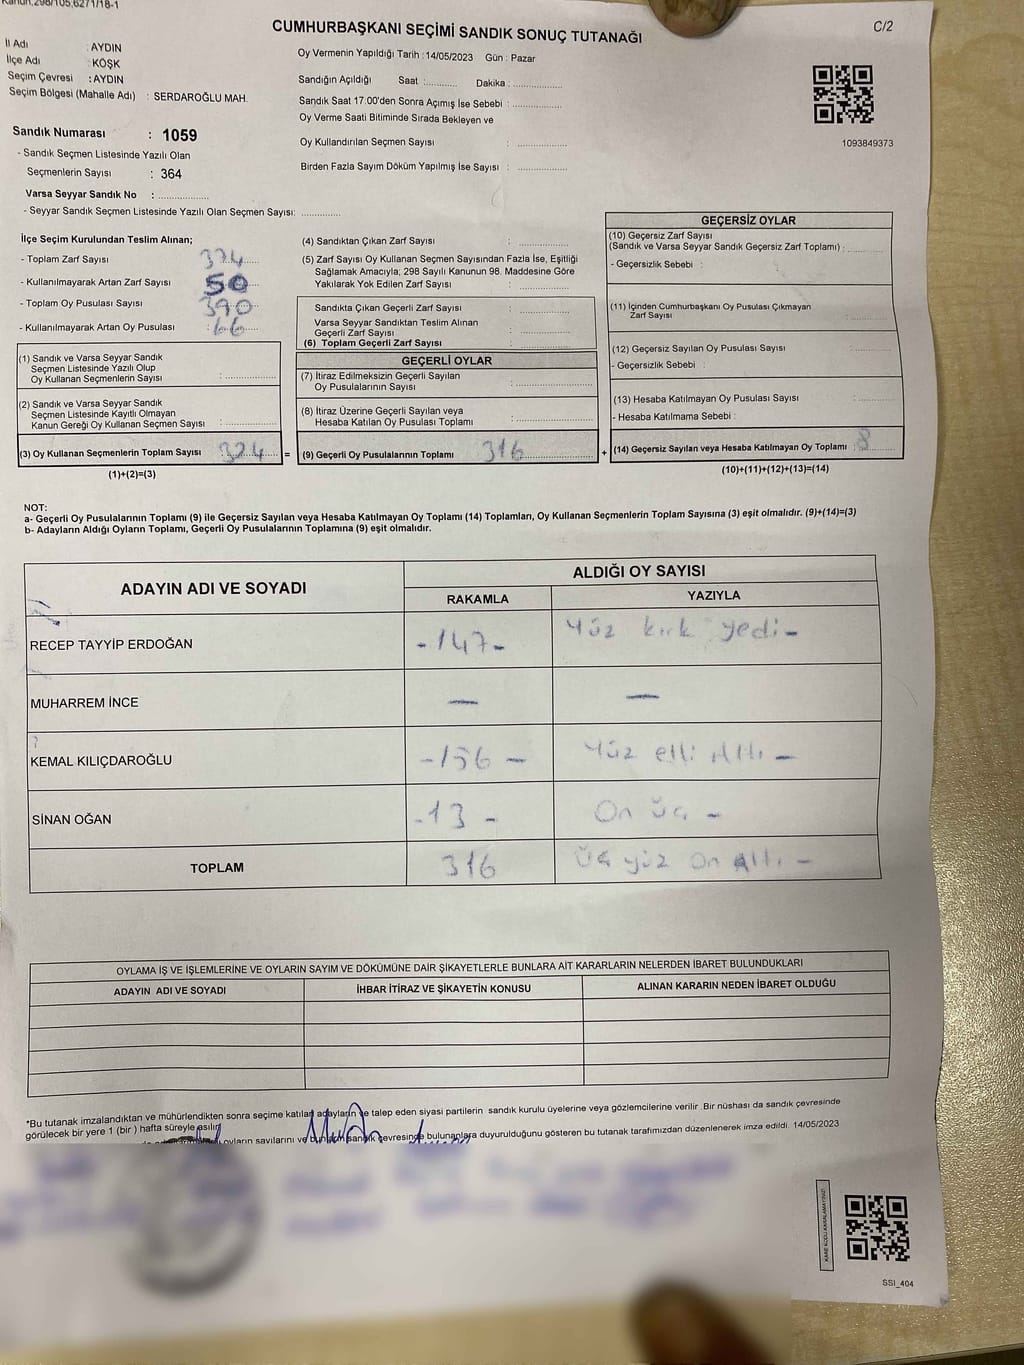 Kanun,298/105,6271/18-1
CUMHURBAŞKANI SEÇİMİ SANDIK SONUÇ TUTANAĞI
C/2
İl Adı : AYDIN
İlçe Adı : KÖŞK
Seçim Çevresi : AYDIN
Seçim Bölgesi (Mahalle Adı) : SERDAROĞLU MAH.
Oy Vermenin Yapıldığı Tarih : 14/05/2023 Gün : Pazar
Sandığın Açıldığı Saat :........... Dakika :................
Sandık Saat 17:00'den Sonra Açımış İse Sebebi : ................
Oy Verme Saati Bitiminde Sırada Bekleyen ve
Oy Kullandırılan Seçmen Sayısı : ................
Birden Fazla Sayım Döküm Yapılmış İse Sayısı : ................
1093849373
Sandık Numarası : 1059
- Sandık Seçmen Listesinde Yazılı Olan
Seçmenlerin Sayısı : 364
Varsa Seyyar Sandık No : ................
- Seyyar Sandık Seçmen Listesinde Yazılı Olan Seçmen Sayısı: ............
İlçe Seçim Kurulundan Teslim Alınan;
- Toplam Zarf Sayısı : 374
- Kullanılmayarak Artan Zarf Sayısı : 50
- Toplam Oy Pusulası Sayısı : 390
- Kullanılmayarak Artan Oy Pusulası : 66
(1) Sandık ve Varsa Seyyar Sandık
Seçmen Listesinde Yazılı Olup
Oy Kullanan Seçmenlerin Sayısı : ................
(2) Sandık ve Varsa Seyyar Sandık
Seçmen Listesinde Kayıtlı Olmayan
Kanun Gereği Oy Kullanan Seçmen Sayısı : ................
(3) Oy Kullanan Seçmenlerin Toplam Sayısı 324 =
(1)+(2)=(3)
(4) Sandıktan Çıkan Zarf Sayısı : ................
(5) Zarf Sayısı Oy Kullanan Seçmen Sayısından Fazla İse, Eşitliği
Sağlamak Amacıyla; 298 Sayılı Kanunun 98. Maddesine Göre
Yakılarak Yok Edilen Zarf Sayısı : ................
Sandıkta Çıkan Geçerli Zarf Sayısı : ................
Varsa Seyyar Sandıktan Teslim Alınan
Geçerli Zarf Sayısı : ................
(6) Toplam Geçerli Zarf Sayısı : ................
GEÇERLİ OYLAR
(7) İtiraz Edilmeksizin Geçerli Sayılan
Oy Pusulalarının Sayısı : ................
(8) İtiraz Üzerine Geçerli Sayılan veya
Hesaba Katılan Oy Pusulası Toplamı : ................
(9) Geçerli Oy Pusulalarının Toplamı 316 +
GEÇERSİZ OYLAR
(10) Geçersiz Zarf Sayısı
(Sandık ve Varsa Seyyar Sandık Geçersiz Zarf Toplamı) : ............
- Geçersizlik Sebebi :
(11) İçinden Cumhurbaşkanı Oy Pusulası Çıkmayan
Zarf Sayısı : ............
(12) Geçersiz Sayılan Oy Pusulası Sayısı : ............
- Geçersizlik Sebebi :
(13) Hesaba Katılmayan Oy Pusulası Sayısı : ............
- Hesaba Katılmama Sebebi :
(14) Geçersiz Sayılan veya Hesaba Katılmayan Oy Toplamı : 8
(10)+(11)+(12)+(13)=(14)
NOT:
a- Geçerli Oy Pusulalarının Toplamı (9) ile Geçersiz Sayılan veya Hesaba Katılmayan Oy Toplamı (14) Toplamları, Oy Kullanan Seçmenlerin Toplam Sayısına (3) eşit olmalıdır. (9)+(14)=(3)
b- Adayların Aldığı Oyların Toplamı, Geçerli Oy Pusulalarının Toplamına (9) eşit olmalıdır.
ADAYIN ADI VE SOYADI ALDIĞI OY SAYISI
RAKAMLA YAZIYLA
RECEP TAYYİP ERDOĞAN -147- Yüz kırk yedi-
MUHARREM İNCE — —
KEMAL KILIÇDAROĞLU -156- Yüz elli Altı -
SİNAN OĞAN -13- On üç -
TOPLAM 316 Üç yüz on Altı -
OYLAMA İŞ VE İŞLEMLERİNE VE OYLARIN SAYIM VE DÖKÜMÜNE DAİR ŞİKAYETLERLE BUNLARA AİT KARARLARIN NELERDEN İBARET BULUNDUKLARI
ADAYIN ADI VE SOYADI İHBAR İTİRAZ VE ŞİKAYETİN KONUSU ALINAN KARARIN NEDEN İBARET OLDUĞU
*Bu tutanak imzalandıktan ve mühürlendikten sonra seçime katılan adayların ve talep eden siyasi partilerin sandık kurulu üyelerine veya gözlemcilerine verilir .Bir nüshası da sandık çevresinde
görülecek bir yere 1 (bir ) hafta süreyle asılır.
oyların sayılarını ve bunların sandık çevresinde bulunanlara duyurulduğunu gösteren bu tutanak tarafımızdan düzenlenerek imza edildi. 14/05/2023
SSI_404